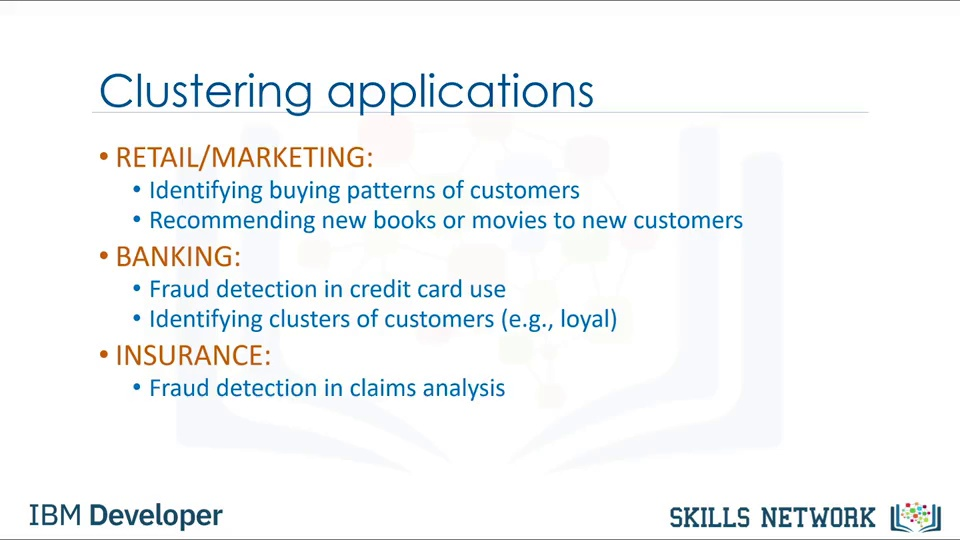 Clustering applications
• RETAIL/MARKETING:
• Identifying buying patterns of customers
• Recommending new books or movies to new customers
• BANKING:
• Fraud detection in credit card use
• Identifying clusters of customers (e.g., loyal)
• INSURANCE:
• Fraud detection in claims analysis
IBM Developer
SKILLS NETWORK